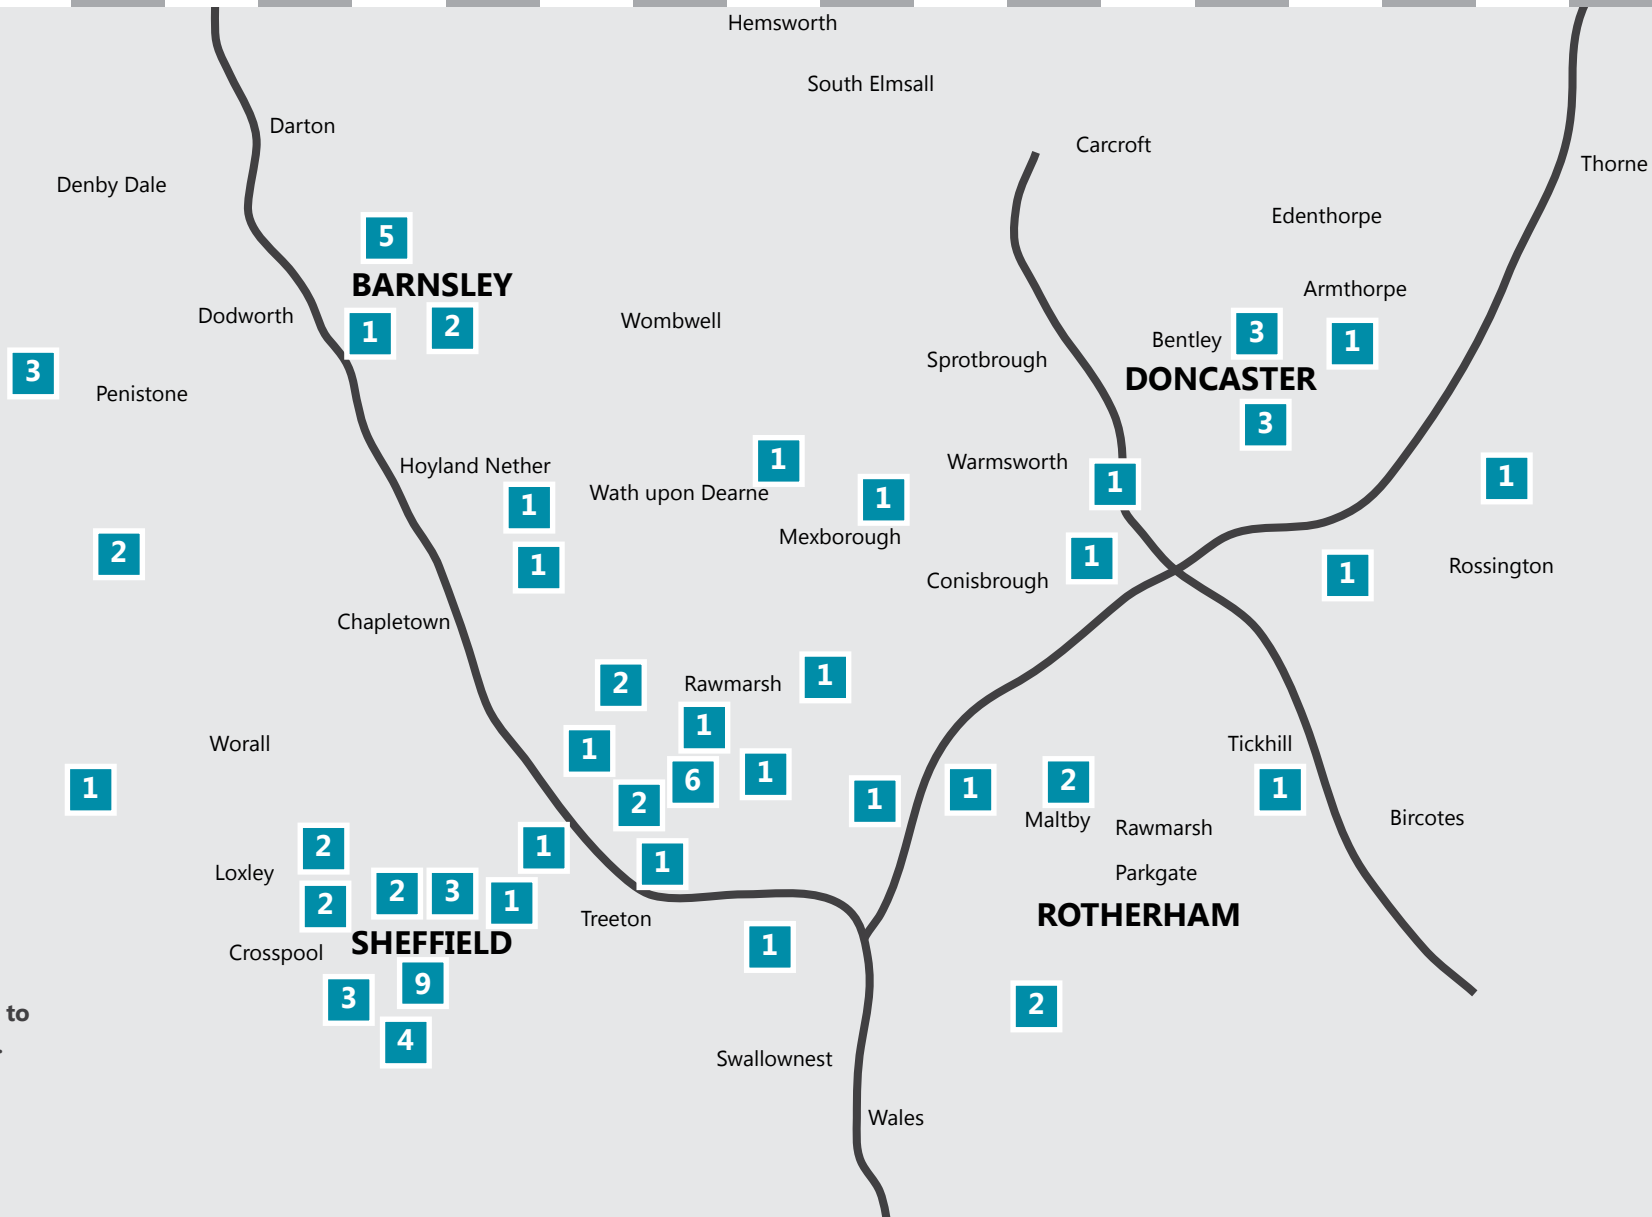 Hemsworth
South Elmsall
Darton
Carcroft
Thorne
Denby Dale
Edenthorpe
5
BARNSLEY
Armthorpe
Dodworth
1
2
Wombwell
Bentley
3
1
Sprotbrough
3
DONCASTER
Penistone
3
Hoyland Nether
1
Warmsworth
1
1
Wath upon Dearne
1
1
Mexborough
2
1
1
Conisbrough
1
Rossington
Chapletown
2
Rawmarsh
1
1
Worall
1
Tickhill
1
6
1
2
1
1
2
1
Maltby
Rawmarsh
Bircotes
2
1
1
Loxley
Parkgate
2
2
3
1
Treeton
ROTHERHAM
Crosspool
SHEFFIELD
1
3
9
2
to
4
Swallownest
Wales